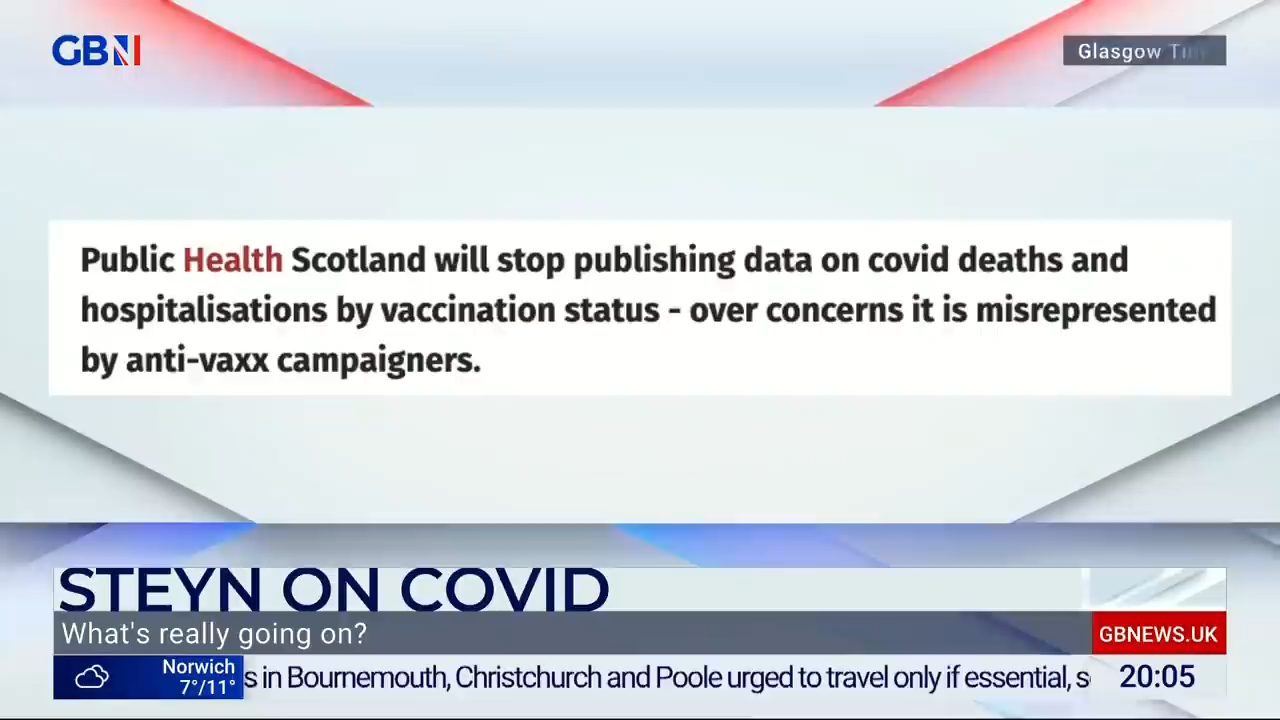 GBN
Glasgow
Public Health Scotland will stop publishing data on covid deaths and
hospitalisations by vaccination status - over concerns it is misrepresented
by anti-vaxx campaigners.
STEYN ON COVID
What's really going on?
GBNEWS.UK
Norwich
7°/11°
s in Bournemouth, Christchurch and Poole urged to travel only if essential, s
20:05